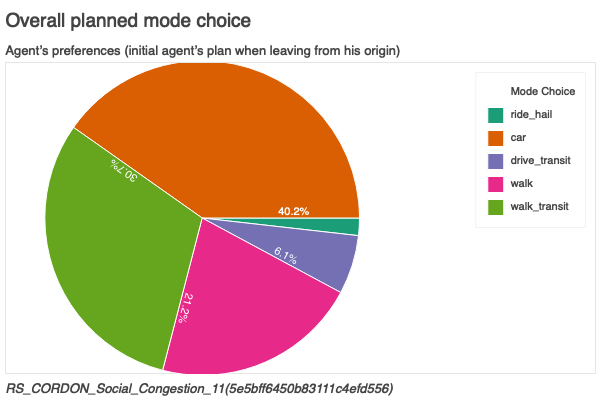 Overall planned mode choice
Agent's preferences (initial agent's plan when leaving from his origin)
Mode Choice
ride_hail
car
drive_transit
walk
walk_transit
30.7%
40.2%
6.1%
21.2%
RS_CORDON_Social_Congestion_11(5e5bff6450b83111c4efd556)